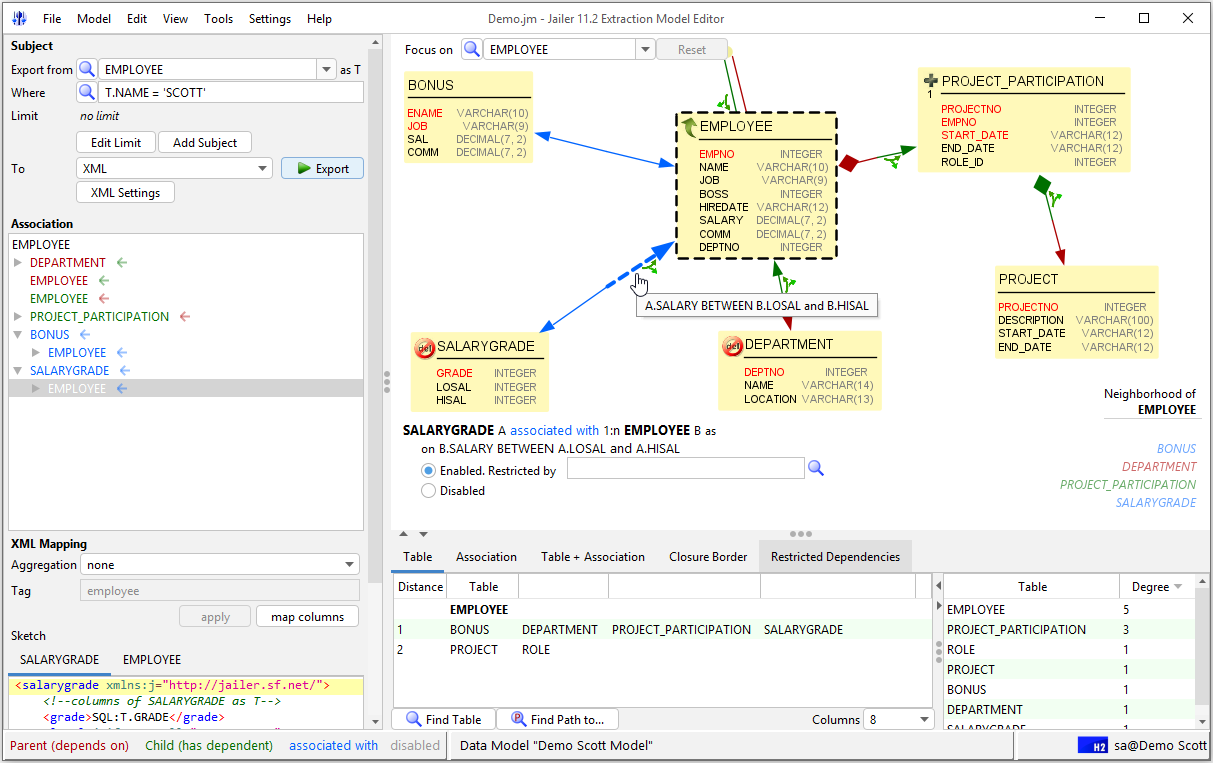 File Model Edit View Tools Settings Help Demo.jm - Jailer 11.2 Extraction Model Editor
Subject
Export from EMPLOYEE as T
Where T.NAME = 'SCOTT'
Limit no limit
Edit Limit Add Subject
To XML Export
XML Settings
Association
EMPLOYEE
DEPARTMENT
EMPLOYEE
EMPLOYEE
PROJECT_PARTICIPATION
BONUS
EMPLOYEE
SALARYGRADE
EMPLOYEE
XML Mapping
Aggregation none
Tag employee
apply map columns
Sketch
SALARYGRADE EMPLOYEE
<salarygrade xmlns:j="http://jailer.sf.net/">
<!--columns of SALARYGRADE as T-->
<grade>SQL:T.GRADE</grade>
Focus on EMPLOYEE Reset
BONUS
ENAME VARCHAR(10)
JOB VARCHAR(9)
SAL DECIMAL(7, 2)
COMM DECIMAL(7, 2)
EMPLOYEE
EMPNO INTEGER
NAME VARCHAR(10)
JOB VARCHAR(9)
BOSS INTEGER
HIREDATE VARCHAR(12)
SALARY DECIMAL(7, 2)
COMM DECIMAL(7, 2)
DEPTNO INTEGER
PROJECT_PARTICIPATION
1
PROJECTNO INTEGER
EMPNO INTEGER
START_DATE VARCHAR(12)
END_DATE VARCHAR(12)
ROLE_ID INTEGER
PROJECT
PROJECTNO INTEGER
DESCRIPTION VARCHAR(100)
START_DATE VARCHAR(12)
END_DATE VARCHAR(12)
A.SALARY BETWEEN B.LOSAL and B.HISAL
del SALARYGRADE
GRADE INTEGER
LOSAL INTEGER
HISAL INTEGER
del DEPARTMENT
DEPTNO INTEGER
NAME VARCHAR(14)
LOCATION VARCHAR(13)
Neighborhood of
EMPLOYEE
BONUS
DEPARTMENT
PROJECT_PARTICIPATION
SALARYGRADE
SALARYGRADE A associated with 1:n EMPLOYEE B as
on B.SALARY BETWEEN A.LOSAL and A.HISAL
Enabled. Restricted by
Disabled
Table Association Table + Association Closure Border Restricted Dependencies
Distance Table
EMPLOYEE
1 BONUS DEPARTMENT PROJECT_PARTICIPATION SALARYGRADE
2 PROJECT ROLE
Find Table Find Path to... Columns 8
Table Degree
EMPLOYEE 5
PROJECT_PARTICIPATION 3
ROLE 1
PROJECT 1
BONUS 1
DEPARTMENT 1
SALARYGRADE 1
Parent (depends on) Child (has dependent) associated with disabled Data Model "Demo Scott Model" H2 sa@Demo Scott